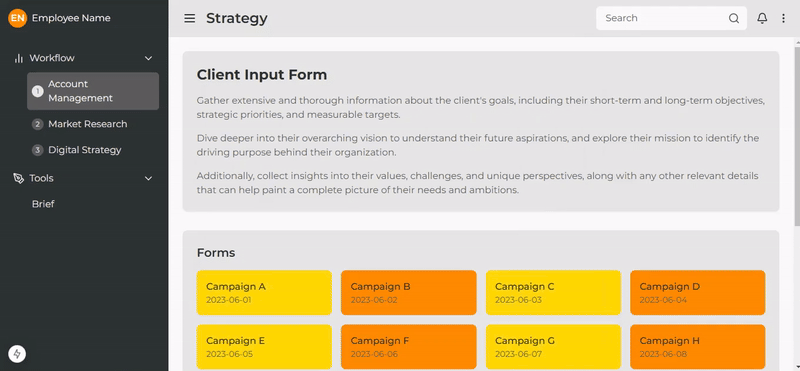 EN Employee Name
Workflow
1 Account
Management
2 Market Research
3 Digital Strategy
Tools
Brief
Strategy
Search
Client Input Form
Gather extensive and thorough information about the client's goals, including their short-term and long-term objectives,
strategic priorities, and measurable targets.
Dive deeper into their overarching vision to understand their future aspirations, and explore their mission to identify the
driving purpose behind their organization.
Additionally, collect insights into their values, challenges, and unique perspectives, along with any other relevant details
that can help paint a complete picture of their needs and ambitions.
Forms
Campaign A
2023-06-01
Campaign B
2023-06-02
Campaign C
2023-06-03
Campaign D
2023-06-04
Campaign E
2023-06-05
Campaign F
2023-06-06
Campaign G
2023-06-07
Campaign H
2023-06-08